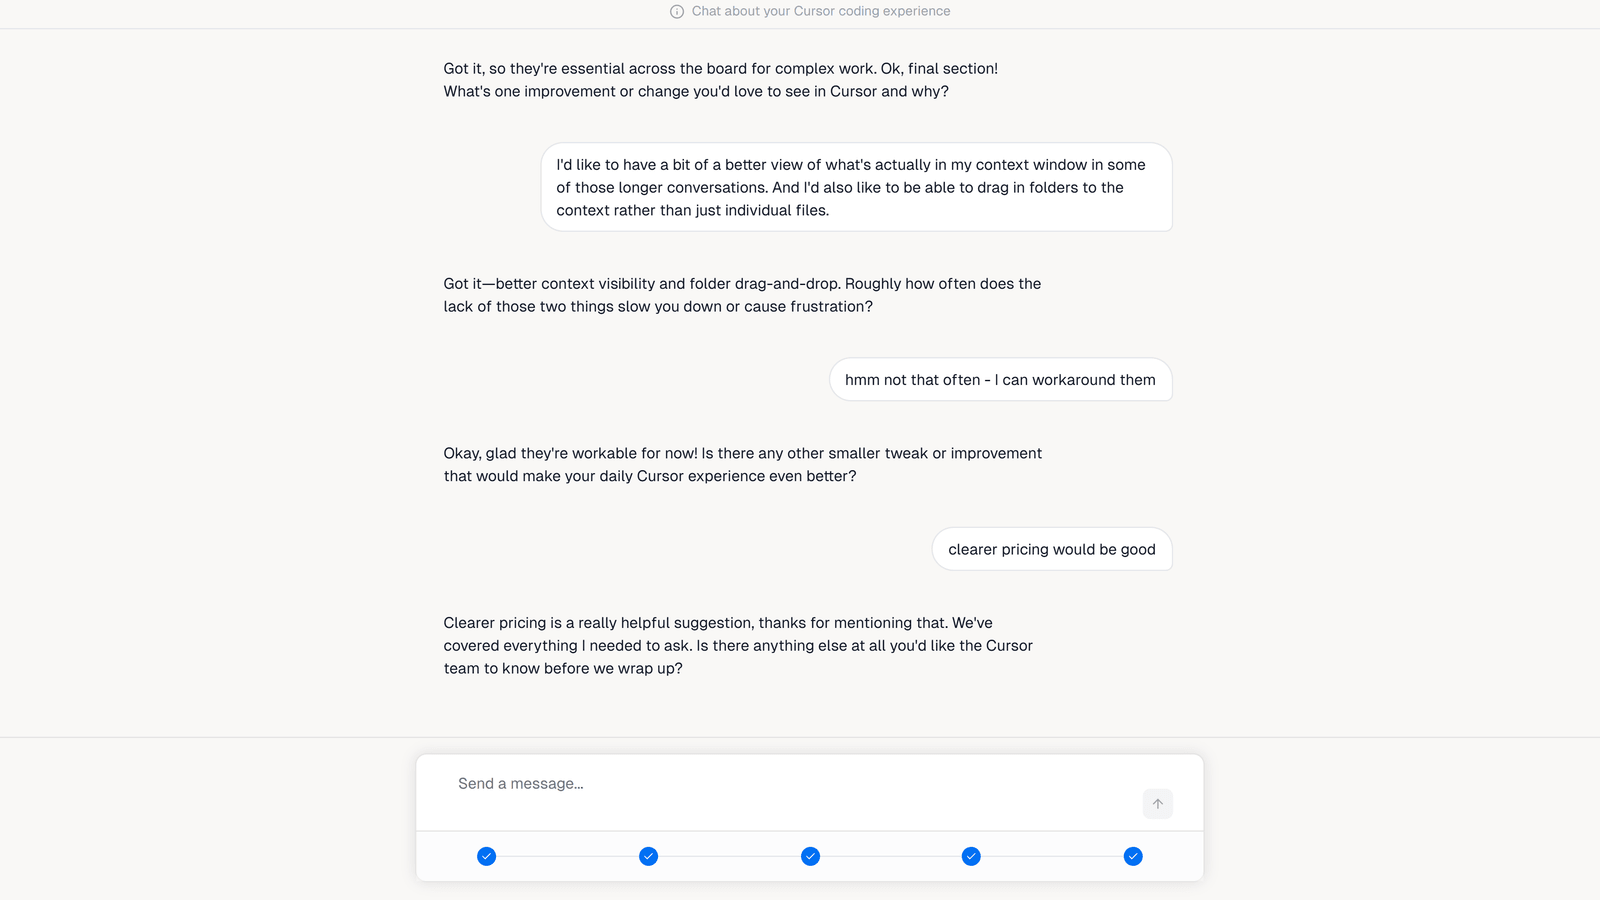 Chat about your Cursor coding experience
Got it, so they're essential across the board for complex work. Ok, final section!
What's one improvement or change you'd love to see in Cursor and why?
I'd like to have a bit of a better view of what's actually in my context window in some
of those longer conversations. And I'd also like to be able to drag in folders to the
context rather than just individual files.
Got it—better context visibility and folder drag-and-drop. Roughly how often does the
lack of those two things slow you down or cause frustration?
hmm not that often - I can workaround them
Okay, glad they're workable for now! Is there any other smaller tweak or improvement
that would make your daily Cursor experience even better?
clearer pricing would be good
Clearer pricing is a really helpful suggestion, thanks for mentioning that. We've
covered everything I needed to ask. Is there anything else at all you'd like the Cursor
team to know before we wrap up?
Send a message...